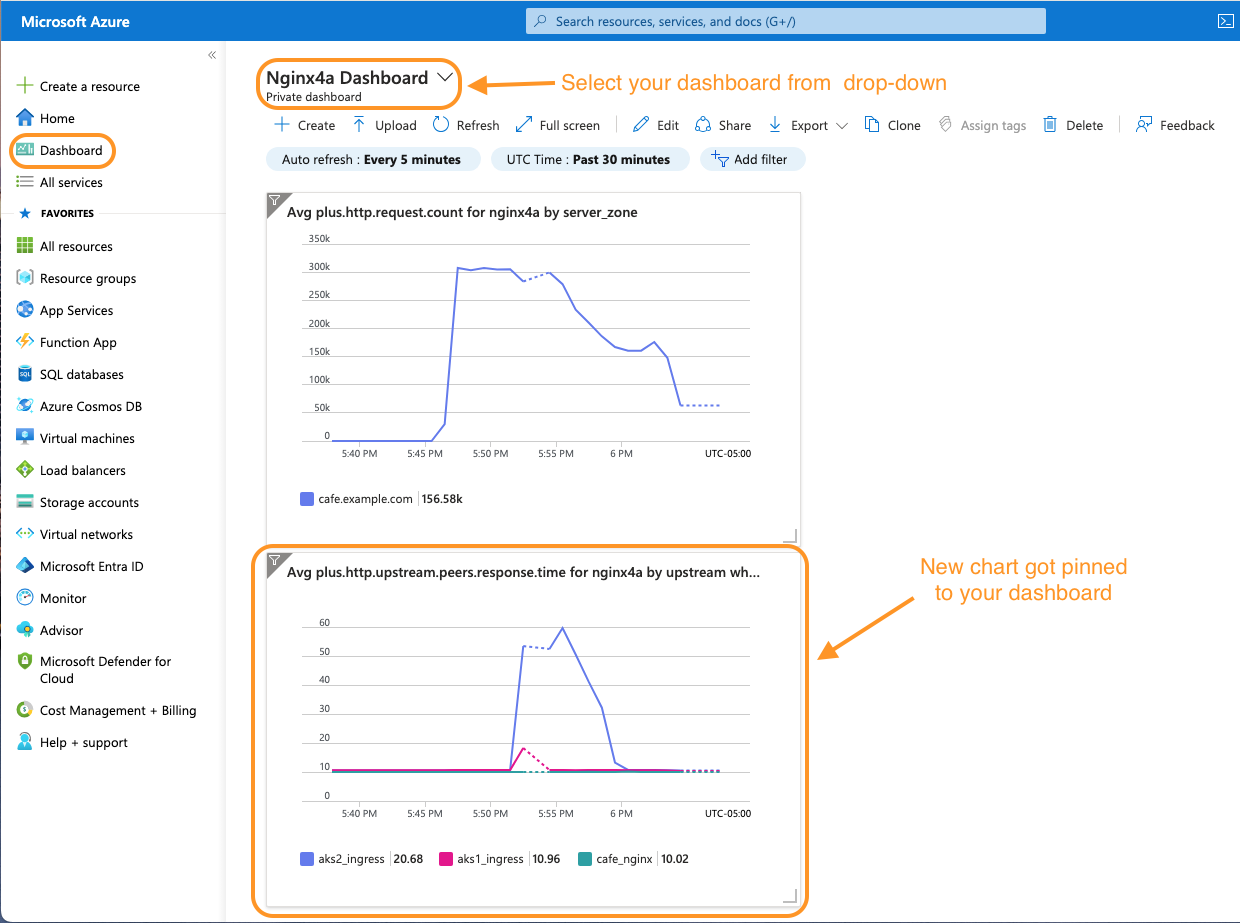 Microsoft Azure
Search resources, services, and docs (G+/)
«
Create a resource
Home
Dashboard
All services
FAVORITES
All resources
Resource groups
App Services
Function App
SQL databases
Azure Cosmos DB
Virtual machines
Load balancers
Storage accounts
Virtual networks
Microsoft Entra ID
Monitor
Advisor
Microsoft Defender for
Cloud
Cost Management + Billing
Help + support
Nginx4a Dashboard
Private dashboard
Select your dashboard from drop-down
Create Upload Refresh Full screen Edit Share Export Clone Assign tags Delete Feedback
Auto refresh : Every 5 minutes UTC Time : Past 30 minutes Add filter
Avg plus.http.request.count for nginx4a by server_zone
350k
300k
250k
200k
150k
100k
50k
0
5:40 PM 5:45 PM 5:50 PM 5:55 PM 6 PM UTC-05:00
cafe.example.com 156.58k
Avg plus.http.upstream.peers.response.time for nginx4a by upstream wh...
60
50
40
30
20
10
0
5:40 PM 5:45 PM 5:50 PM 5:55 PM 6 PM UTC-05:00
aks2_ingress 20.68 aks1_ingress 10.96 cafe_nginx 10.02
New chart got pinned
to your dashboard